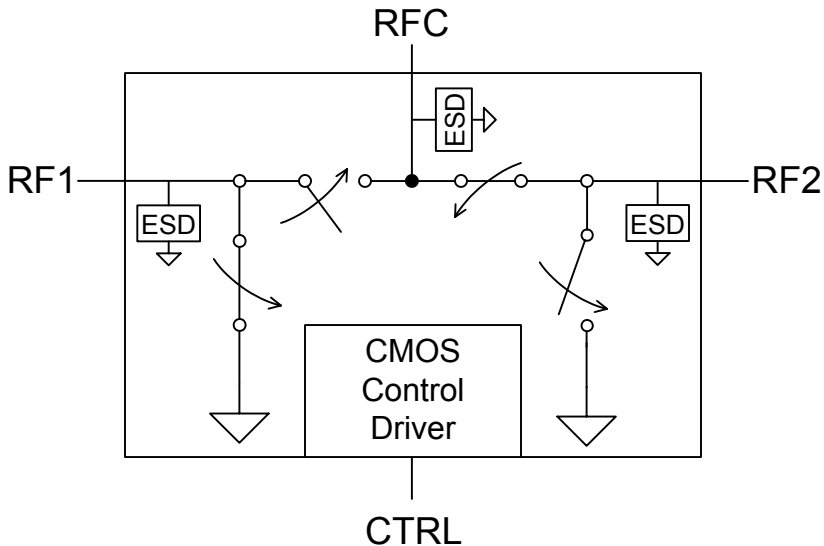 RFC
ESD
RF1
RF2
ESD
ESD
CMOS
Control
Driver
CTRL